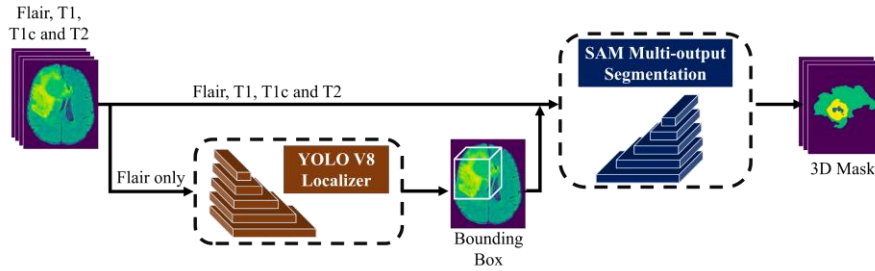 Flair, T1,
T1c and T2
Flair, T1, T1c and T2
Flair only
YOLO V8
Localizer
Bounding
Box
SAM Multi-output
Segmentation
3D Mask